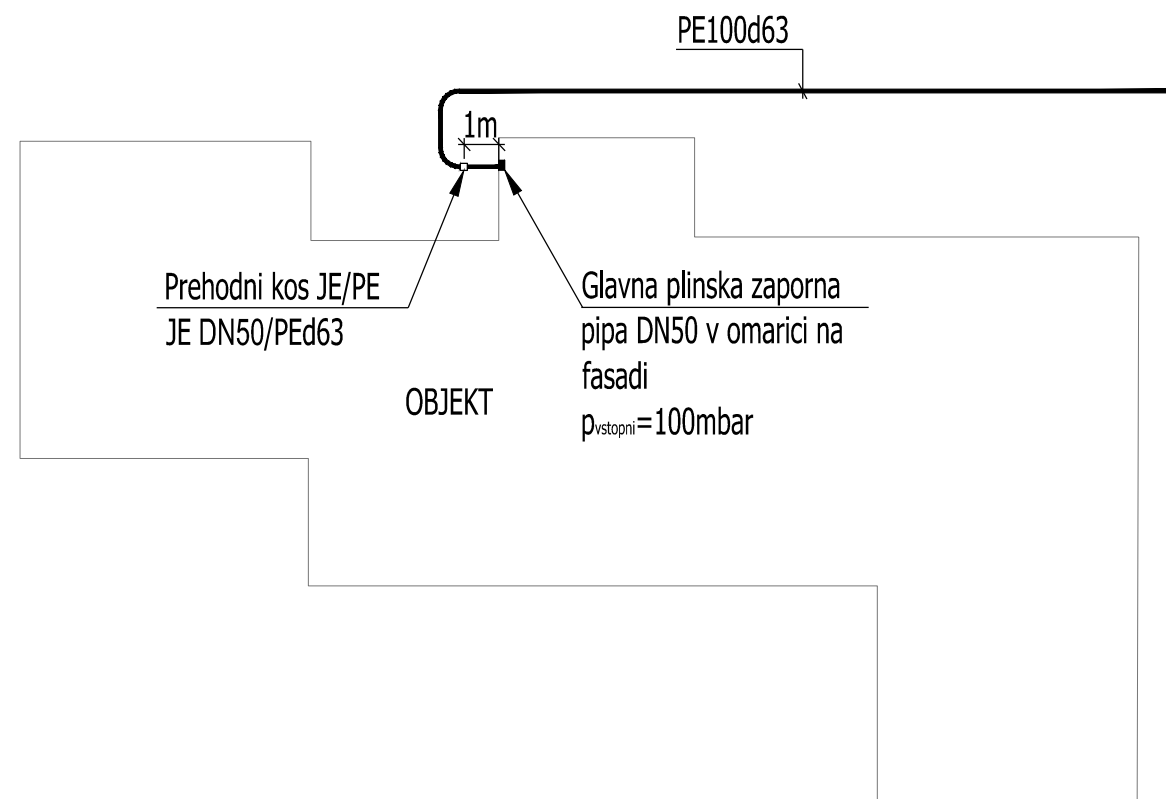 PE100d63
1m
Prehodni kos JE/PE
JE DN50/PEd63
Glavna plinska zaporna
pipa DN50 v omarici na
fasadi
pvstopni=100mbar
OBJEKT